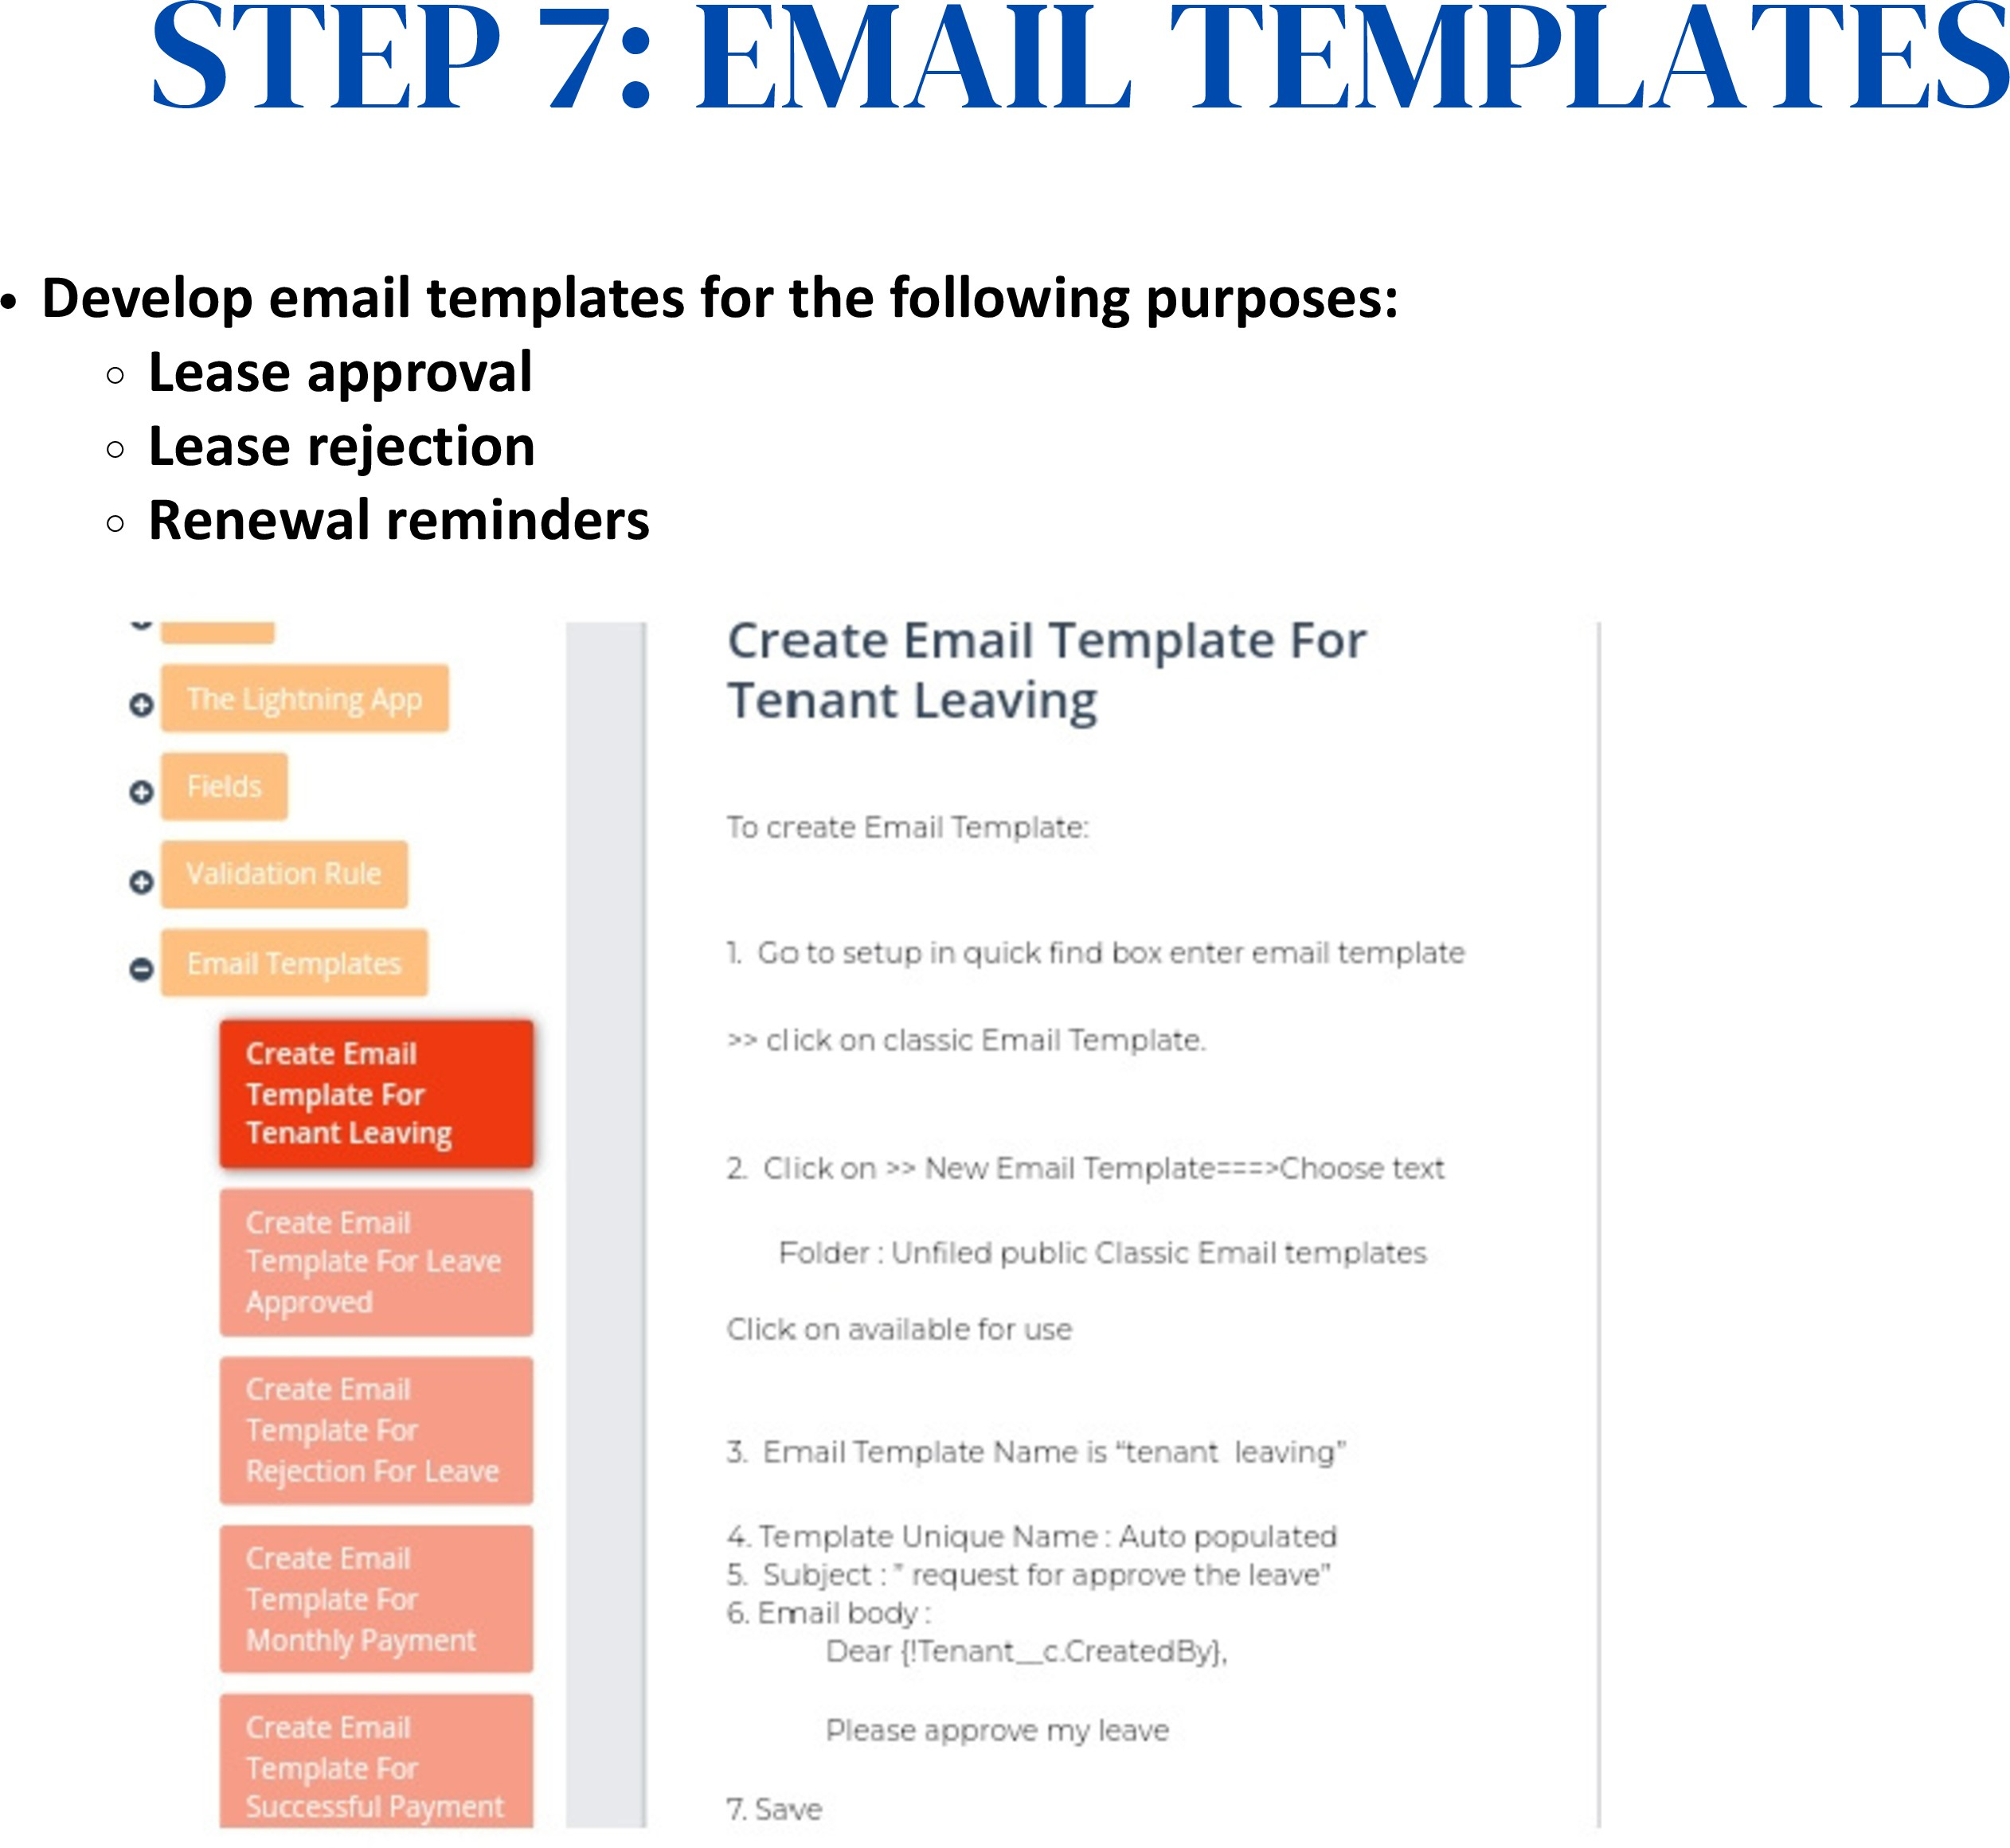 STEP 7: EMAIL TEMPLATES
• Develop email templates for the following purposes:
○ Lease approval
○ Lease rejection
○ Renewal reminders
The Lightning App
Fields
Validation Rule
Email Templates
Create Email
Template For
Tenant Leaving
Create Email
Template For Leave
Approved
Create Email
Template For
Rejection For Leave
Create Email
Template For
Monthly Payment
Create Email
Template For
Successful Payment
Create Email Template For
Tenant Leaving
To create Email Template:
1. Go to setup in quick find box enter email template
>> click on classic Email Template.
2. Click on >> New Email Template===>Choose text
Folder : Unfiled public Classic Email templates
Click on available for use
3. Email Template Name is “tenant leaving”
4. Template Unique Name : Auto populated
5. Subject : ” request for approve the leave”
6. Email body :
Dear {!Tenant__c.CreatedBy},
Please approve my leave
7. Save